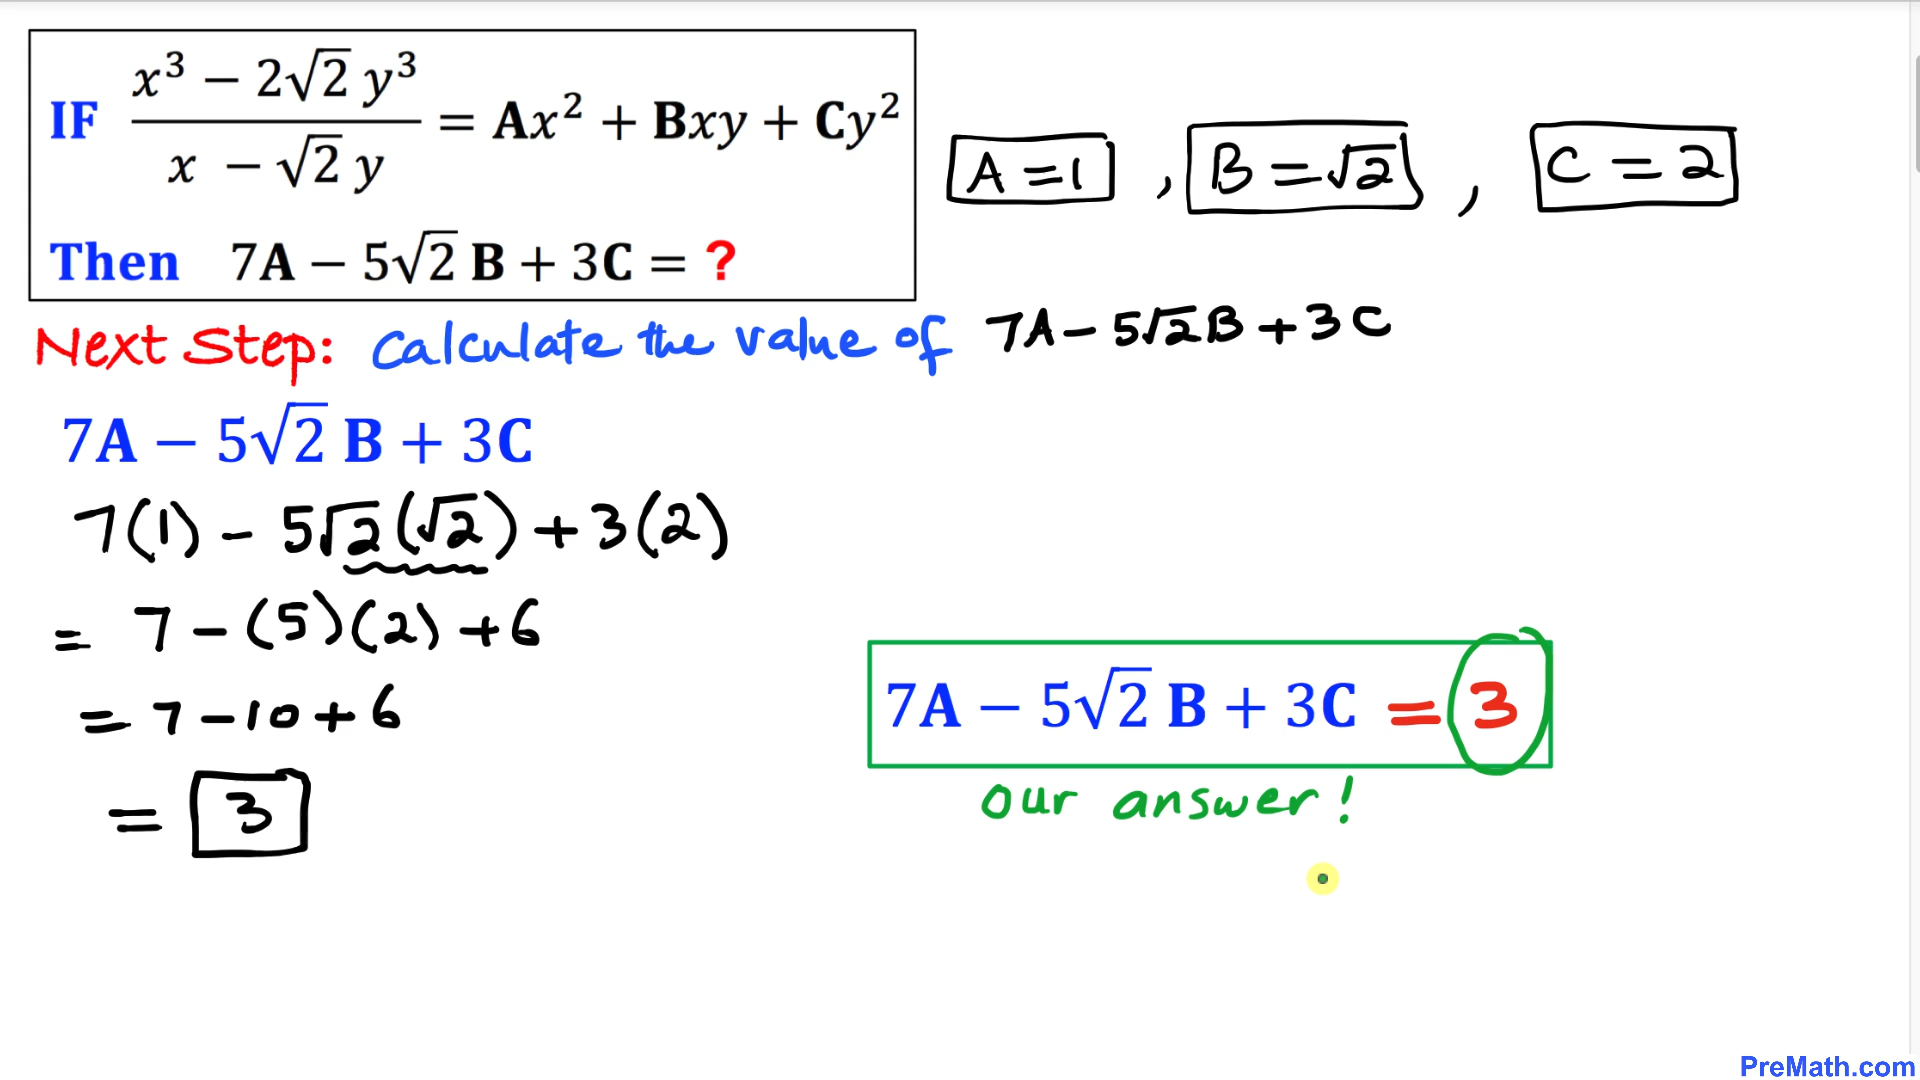 IF (x³ − 2√2 y³)/(x − √2 y) = Ax² + Bxy + Cy²
Then 7A − 5√2 B + 3C = ?
A = 1 , B = √2 , C = 2
Next Step: Calculate the value of 7A − 5√2B + 3C
7A − 5√2 B + 3C
7(1) − 5√2(√2) + 3(2)
= 7 − (5)(2) + 6
= 7 − 10 + 6
= 3
7A − 5√2 B + 3C = 3
our answer!
PreMath.com